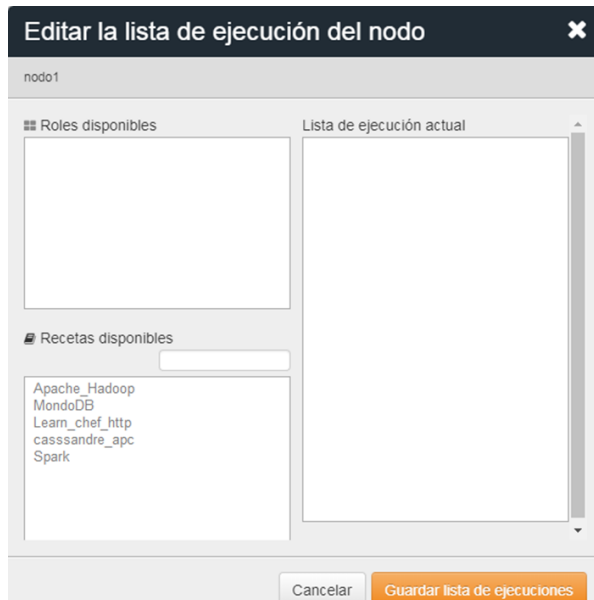 Editar la lista de ejecución del nodo
nodo1
Roles disponibles
Lista de ejecución actual
Recetas disponibles
Apache_Hadoop
MondoDB
Learn_chef_http
casssandre_apc
Spark
Cancelar
Guardar lista de ejecuciones